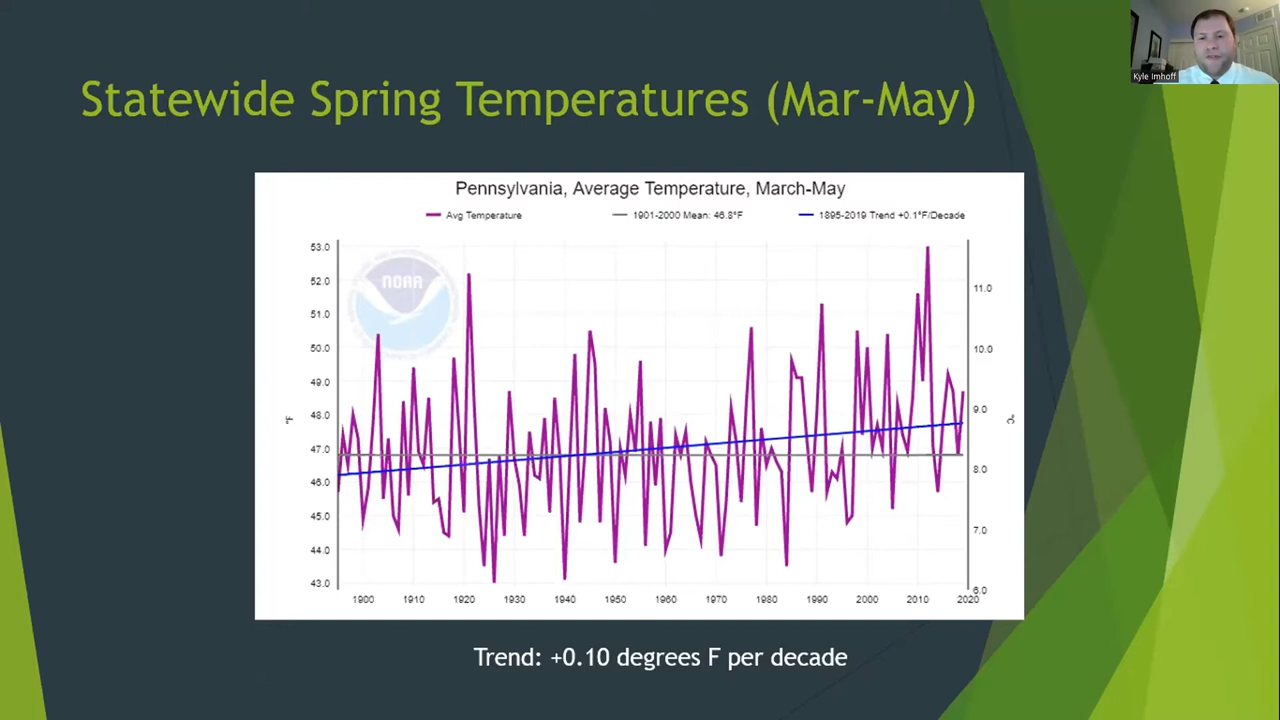 Kyle Imhoff
Statewide Spring Temperatures (Mar-May)
Pennsylvania, Average Temperature, March-May
Avg Temperature
1901-2000 Mean: 46.8°F
1895-2019 Trend +0.1°F/Decade
NOAA
53.0
52.0
51.0
50.0
49.0
48.0
47.0
46.0
45.0
44.0
43.0
°F
11.0
10.0
9.0
8.0
7.0
6.0
°C
1900 1910 1920 1930 1940 1950 1960 1970 1980 1990 2000 2010 2020
Trend: +0.10 degrees F per decade